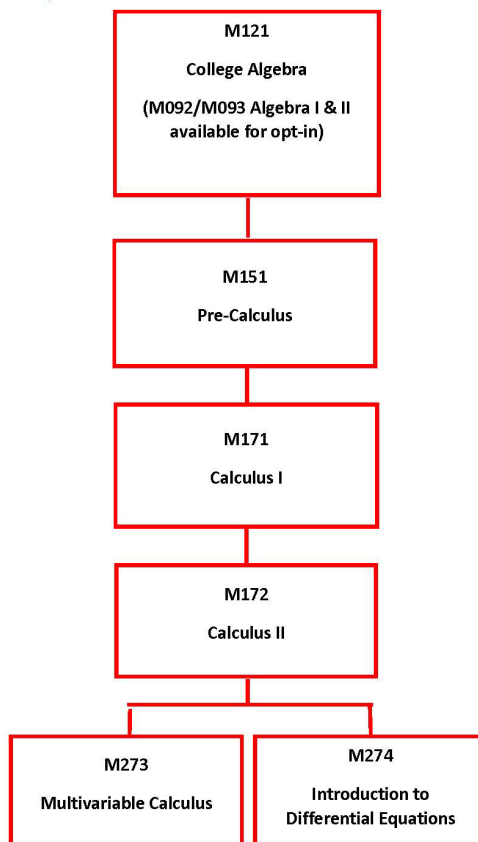 M121
College Algebra
(M092/M093 Algebra I & II
available for opt-in)
M151
Pre-Calculus
M171
Calculus I
M172
Calculus II
M273
Multivariable Calculus
M274
Introduction to
Differential Equations